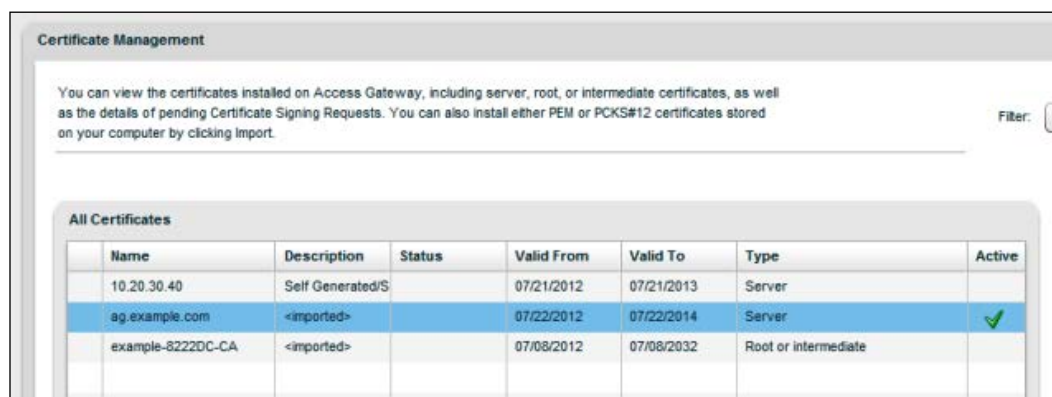 Certificate Management
You can view the certificates installed on Access Gateway, including server, root, or intermediate certificates, as well
as the details of pending Certificate Signing Requests. You can also install either PEM or PCKS#12 certificates stored
on your computer by clicking Import.
Filter:
All Certificates
Name Description Status Valid From Valid To Type Active
10.20.30.40 Self Generated/S 07/21/2012 07/21/2013 Server
ag.example.com <imported> 07/22/2012 07/22/2014 Server
example-8222DC-CA <imported> 07/08/2012 07/08/2032 Root or intermediate